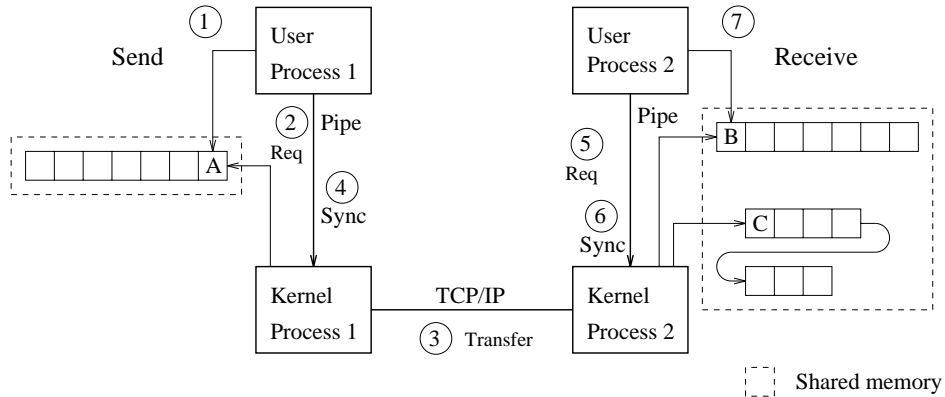 1
Send
User
Process 1
2
Pipe
Req
A
4
Sync
Kernel
Process 1
TCP/IP
3 Transfer
User
Process 2
7
Receive
Pipe
5
Req
B
6
Sync
C
Kernel
Process 2
Shared memory